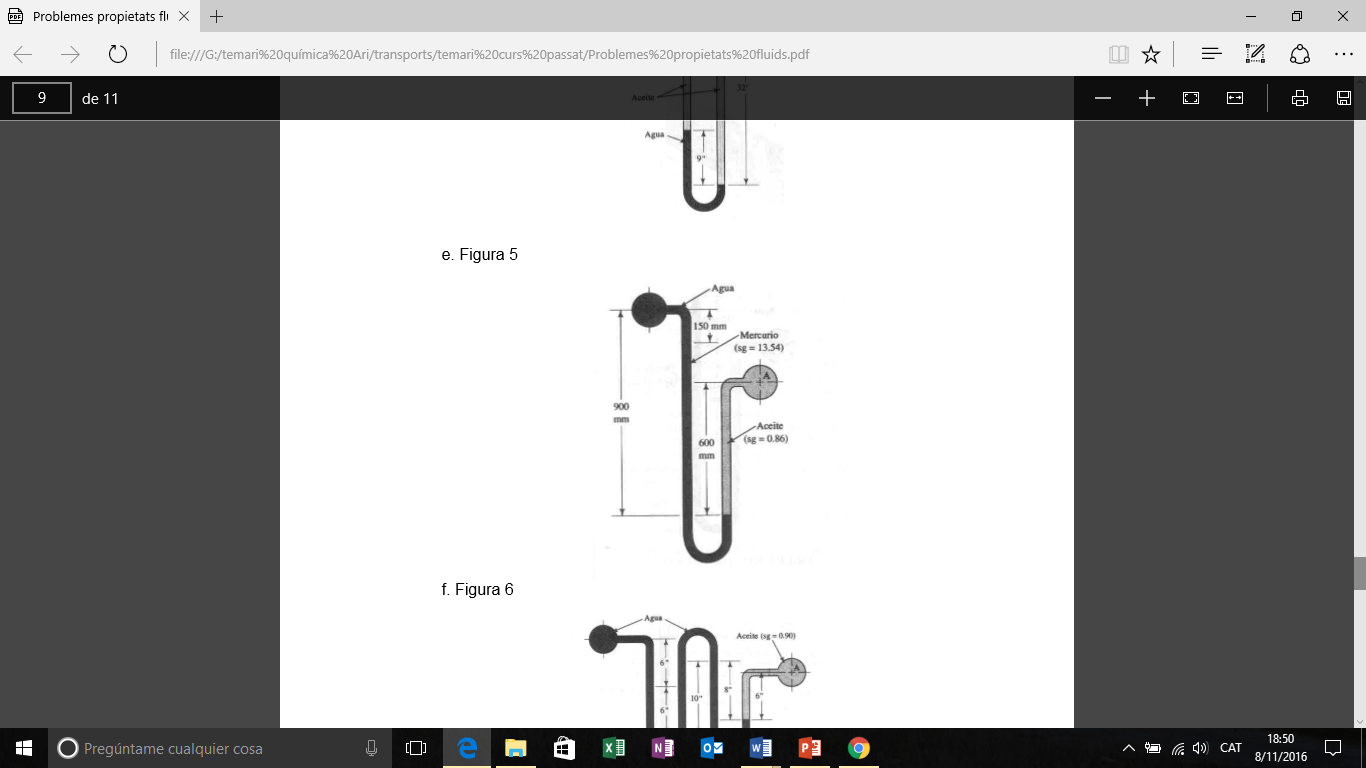 Problemes propietats flu
file:///G:/temari%20química%20Ari/transports/temari%20curs%20passat/Problemes%20propietats%20fluids.pdf
9 de 11
Aceite
32"
Agua
9"
e. Figura 5
Agua
150 mm
Mercurio
(sg = 13.54)
A
900
mm
Aceite
(sg = 0.86)
600
mm
f. Figura 6
Agua
Aceite (sg = 0.90)
6"
A
8"
10"
6"
6"
Pregúntame cualquier cosa
CAT
18:50
8/11/2016